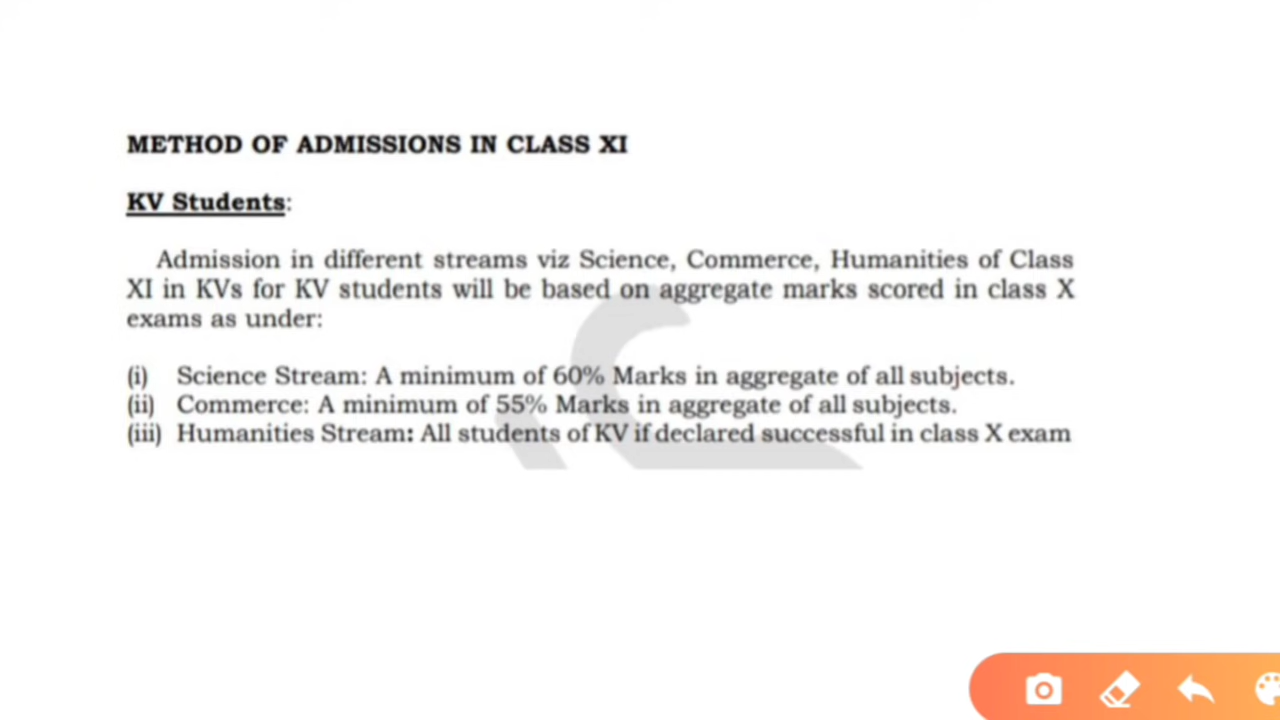 METHOD OF ADMISSIONS IN CLASS XI
KV Students:
Admission in different streams viz Science, Commerce, Humanities of Class
XI in KVs for KV students will be based on aggregate marks scored in class X
exams as under:
(i) Science Stream: A minimum of 60% Marks in aggregate of all subjects.
(ii) Commerce: A minimum of 55% Marks in aggregate of all subjects.
(iii) Humanities Stream: All students of KV if declared successful in class X exam